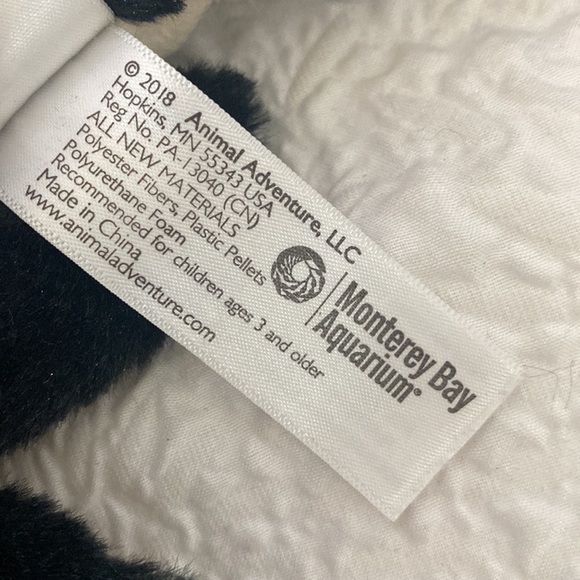 © 2018 Animal Adventure, LLC
Hopkins, MN 55343 USA
Reg No. PA-13040 (CN)
ALL NEW MATERIALS
Polyester Fibers, Plastic Pellets
Polyurethane Foam
Recommended for children ages 3 and older
Made in China
www.animaladventure.com
Monterey Bay
Aquarium®